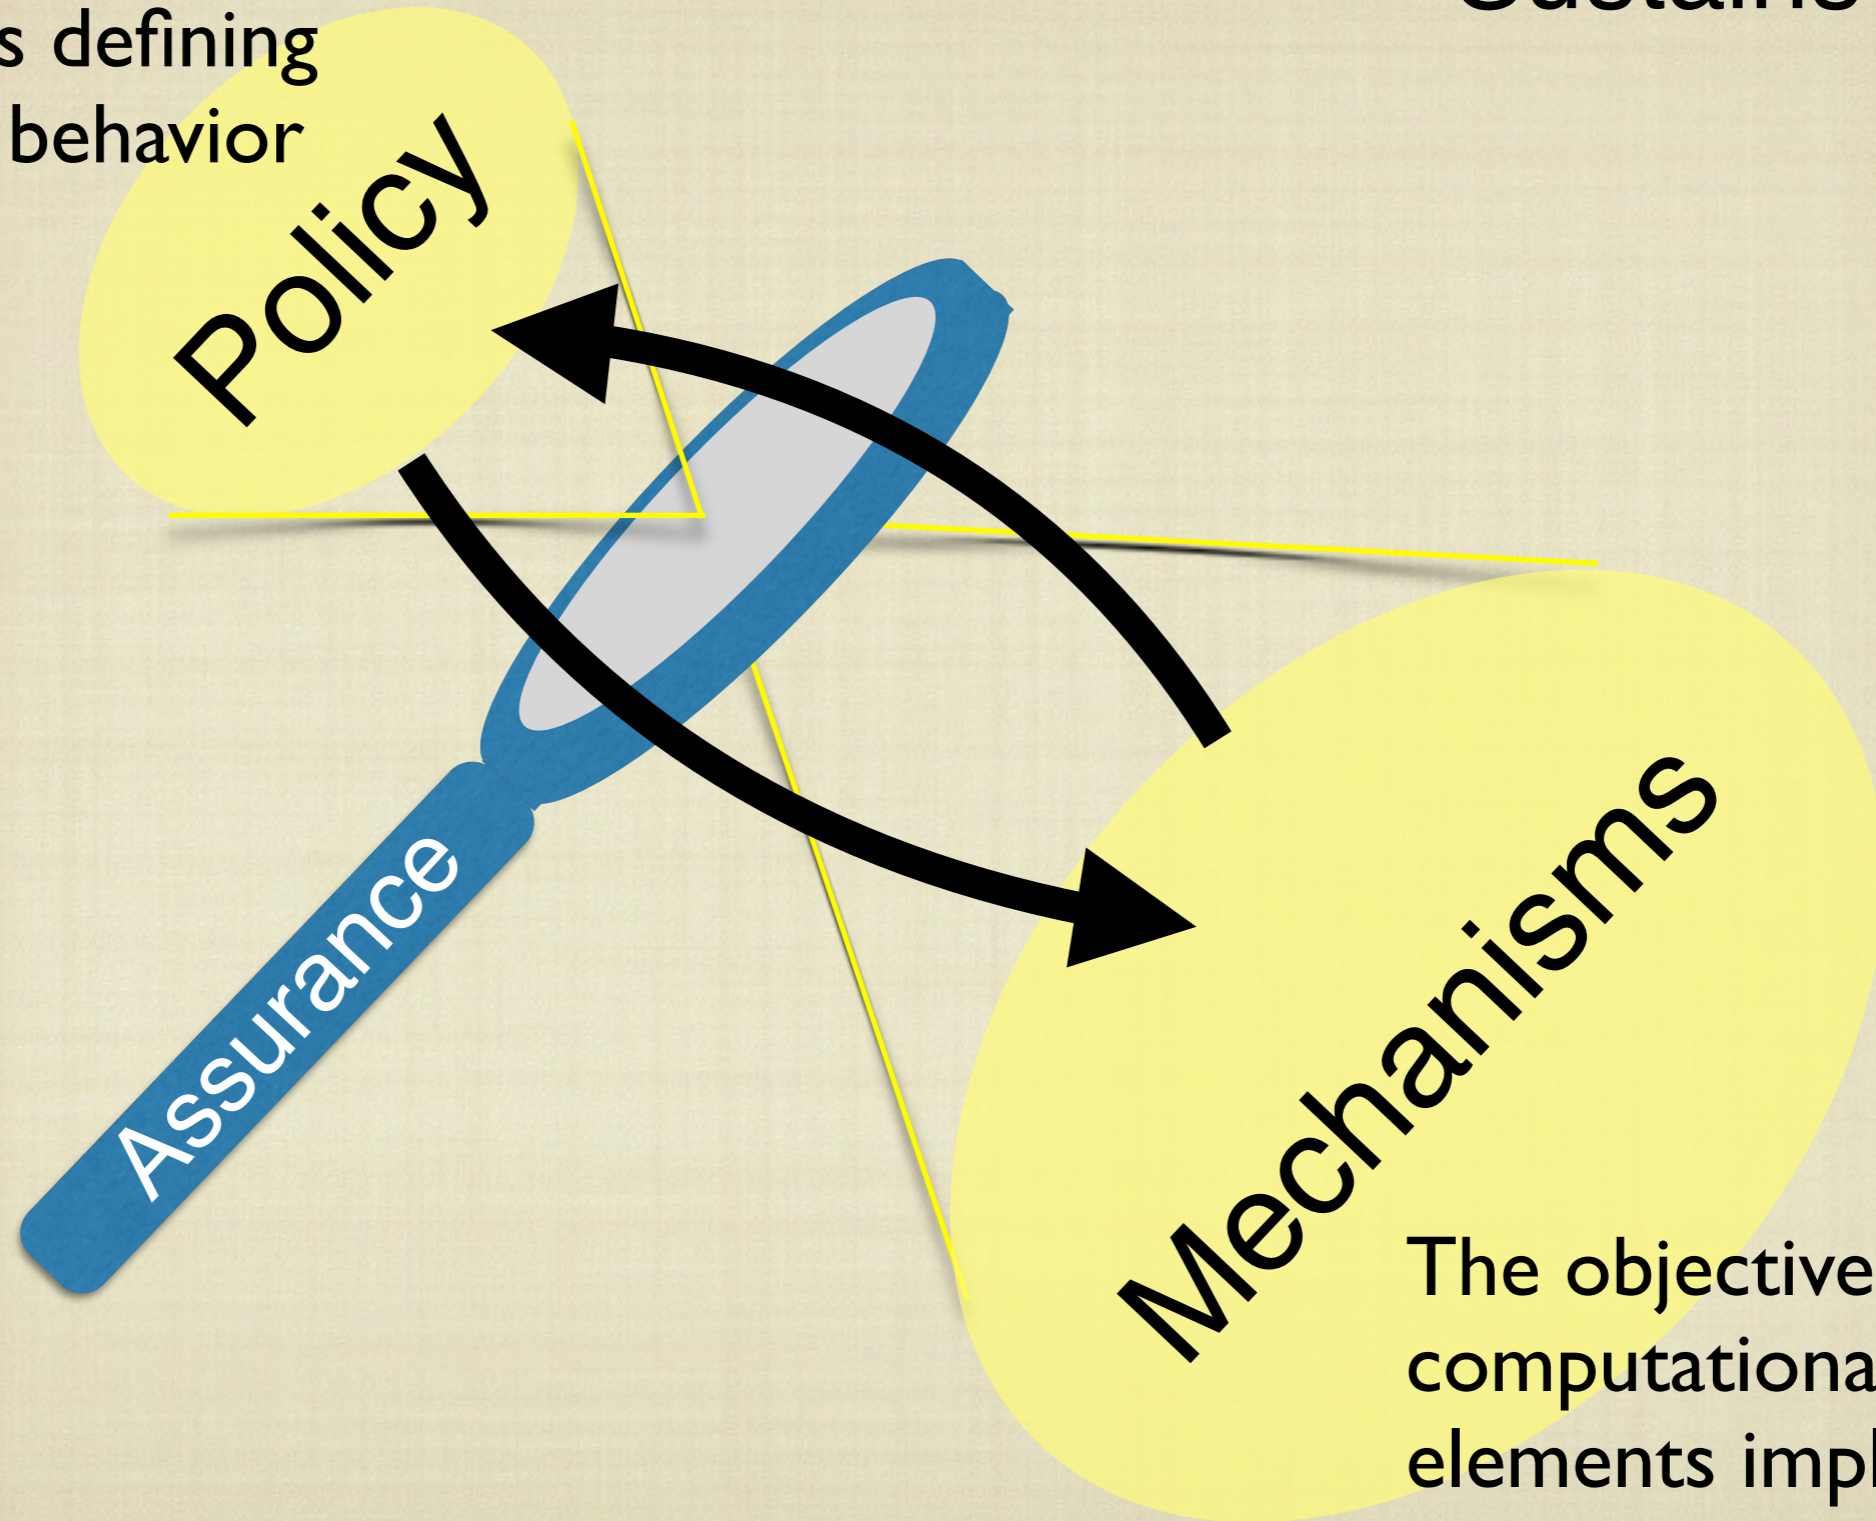 s defining
behavior
Policy
Assurance
Mechanisms
The objective
computationa
elements impl